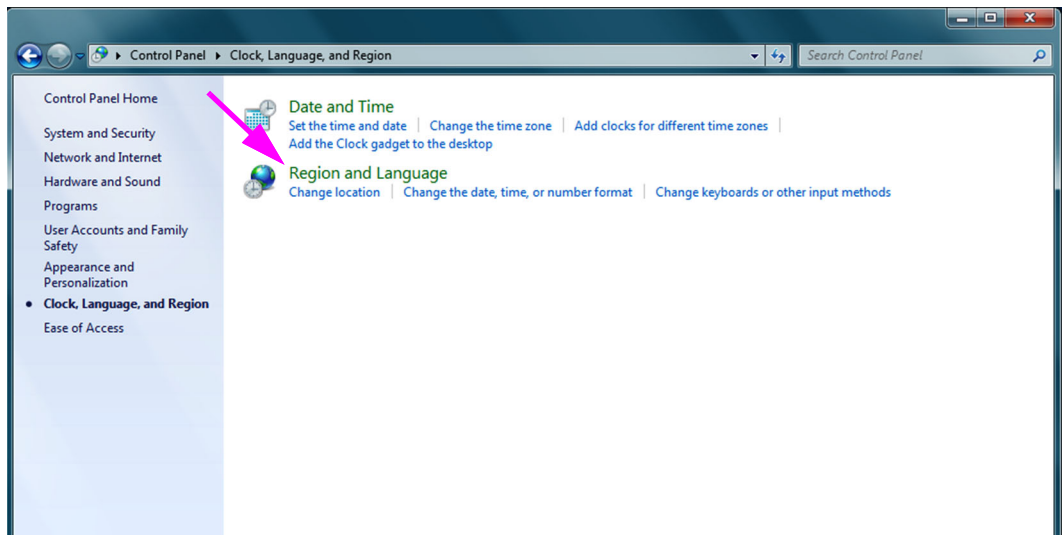 Control Panel ▸ Clock, Language, and Region
Search Control Panel
Control Panel Home
System and Security
Network and Internet
Hardware and Sound
Programs
User Accounts and Family
Safety
Appearance and
Personalization
• Clock, Language, and Region
Ease of Access
Date and Time
Set the time and date | Change the time zone | Add clocks for different time zones |
Add the Clock gadget to the desktop
Region and Language
Change location | Change the date, time, or number format | Change keyboards or other input methods